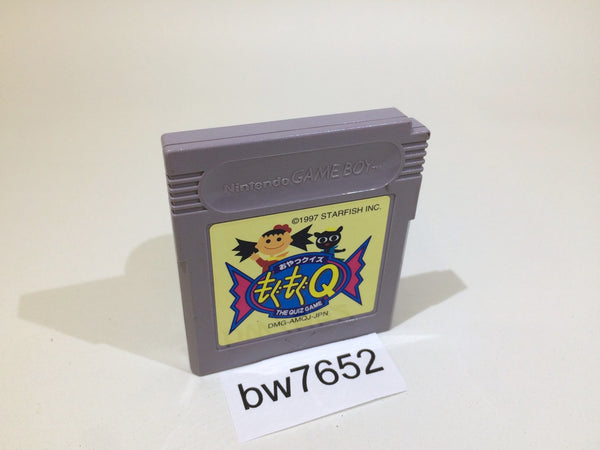 Nintendo GAME BOY™
©1997 STARFISH INC.
おやつクイズ
もぐもぐQ
THE QUIZ GAME
DMG-AMQJ-JPN
bw7652